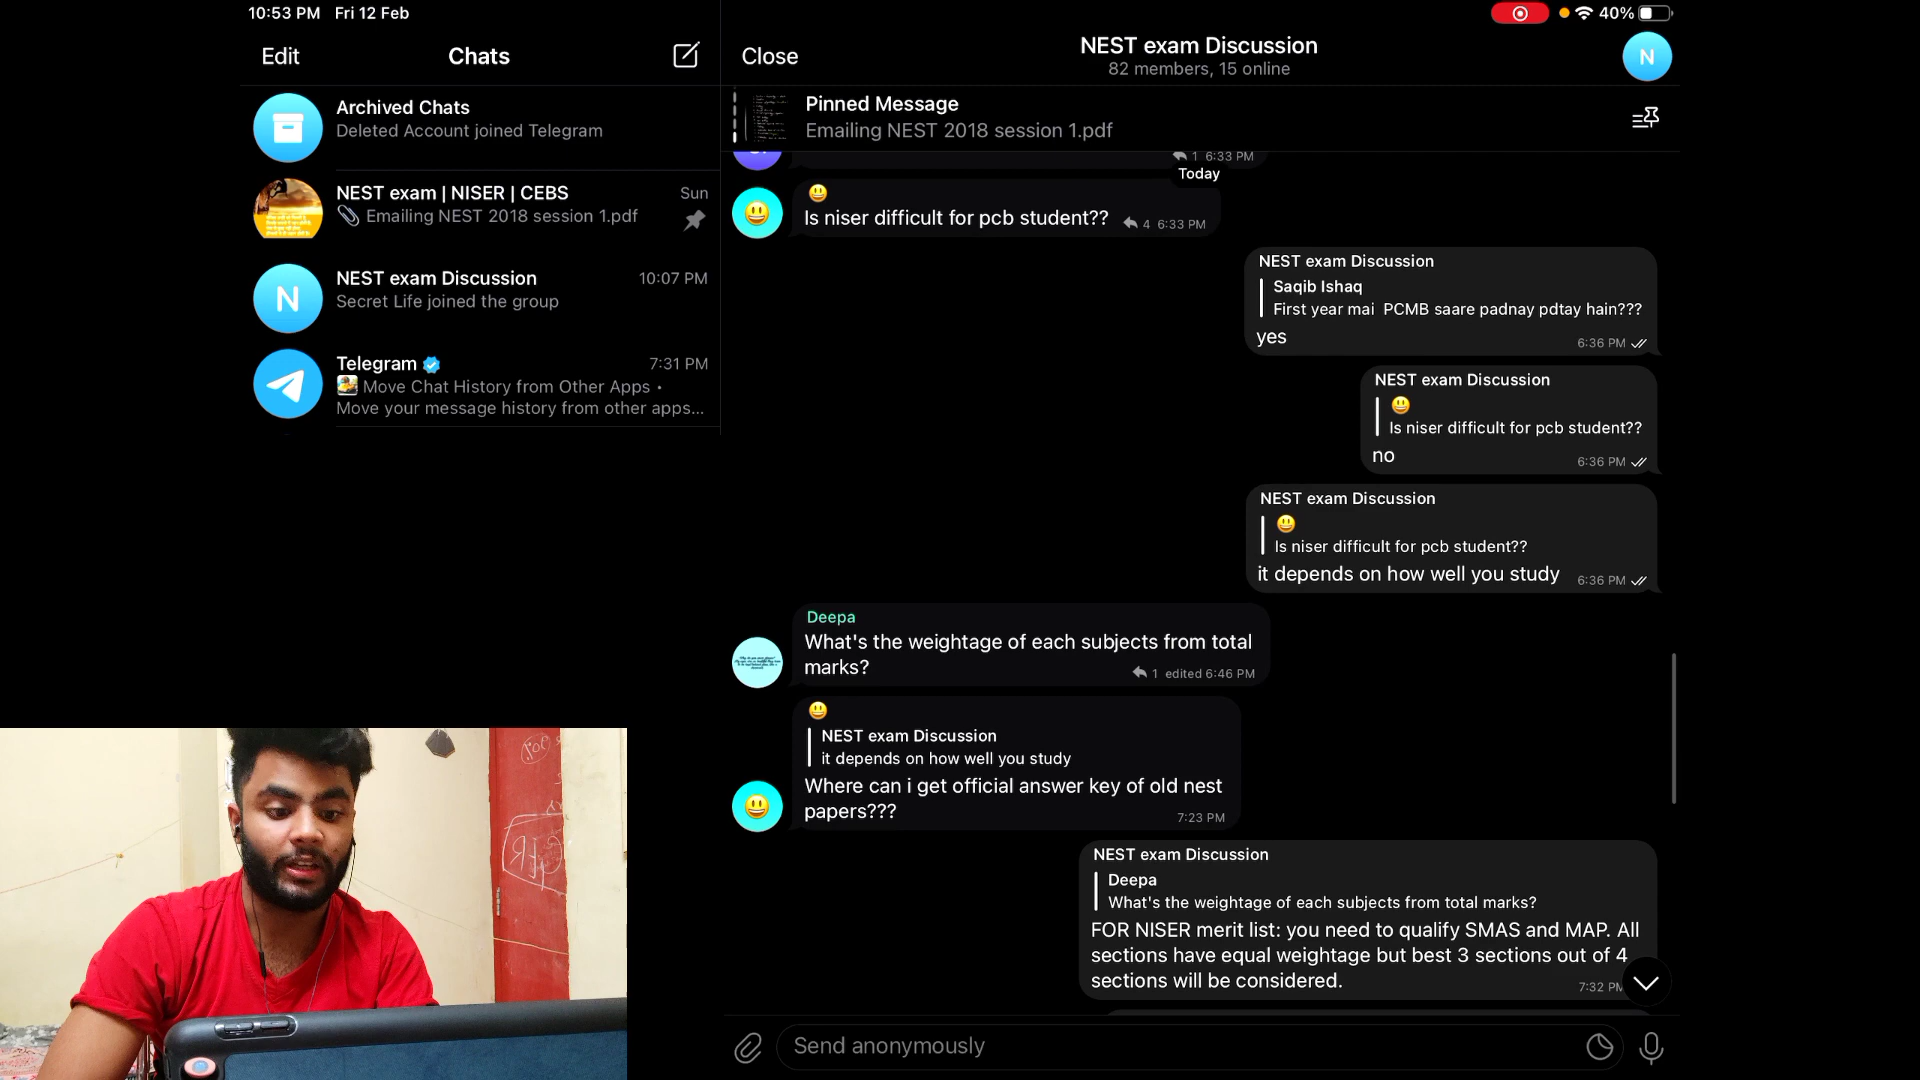 10:53 PM Fri 12 Feb
40%
Edit
Chats
Archived Chats
Deleted Account joined Telegram
NEST exam | NISER | CEBS
Sun
Emailing NEST 2018 session 1.pdf
N
NEST exam Discussion
10:07 PM
Secret Life joined the group
Telegram
7:31 PM
Move Chat History from Other Apps •
Move your message history from other apps...
Close
NEST exam Discussion
82 members, 15 online
N
Pinned Message
Emailing NEST 2018 session 1.pdf
1 6:33 PM
Today
😃
Is niser difficult for pcb student??
4 6:33 PM
NEST exam Discussion
Saqib Ishaq
First year mai PCMB saare padnay pdtay hain???
yes
6:36 PM
NEST exam Discussion
😃
Is niser difficult for pcb student??
no
6:36 PM
NEST exam Discussion
😃
Is niser difficult for pcb student??
it depends on how well you study
6:36 PM
Deepa
What's the weightage of each subjects from total
marks?
1 edited 6:46 PM
😃
NEST exam Discussion
it depends on how well you study
Where can i get official answer key of old nest
papers???
7:23 PM
NEST exam Discussion
Deepa
What's the weightage of each subjects from total marks?
FOR NISER merit list: you need to qualify SMAS and MAP. All
sections have equal weightage but best 3 sections out of 4
sections will be considered.
7:32 PM
Send anonymously